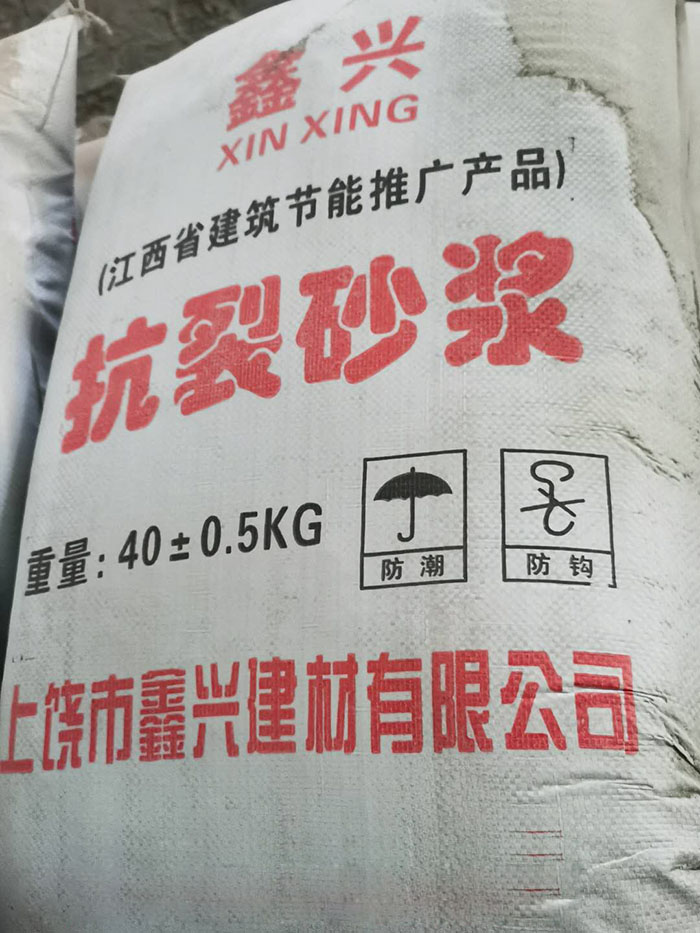 鑫兴
XIN XING
(江西省建筑节能推广产品)
抗裂砂浆
重量：40±0.5KG
防潮
防钩
上饶市鑫兴建材有限公司